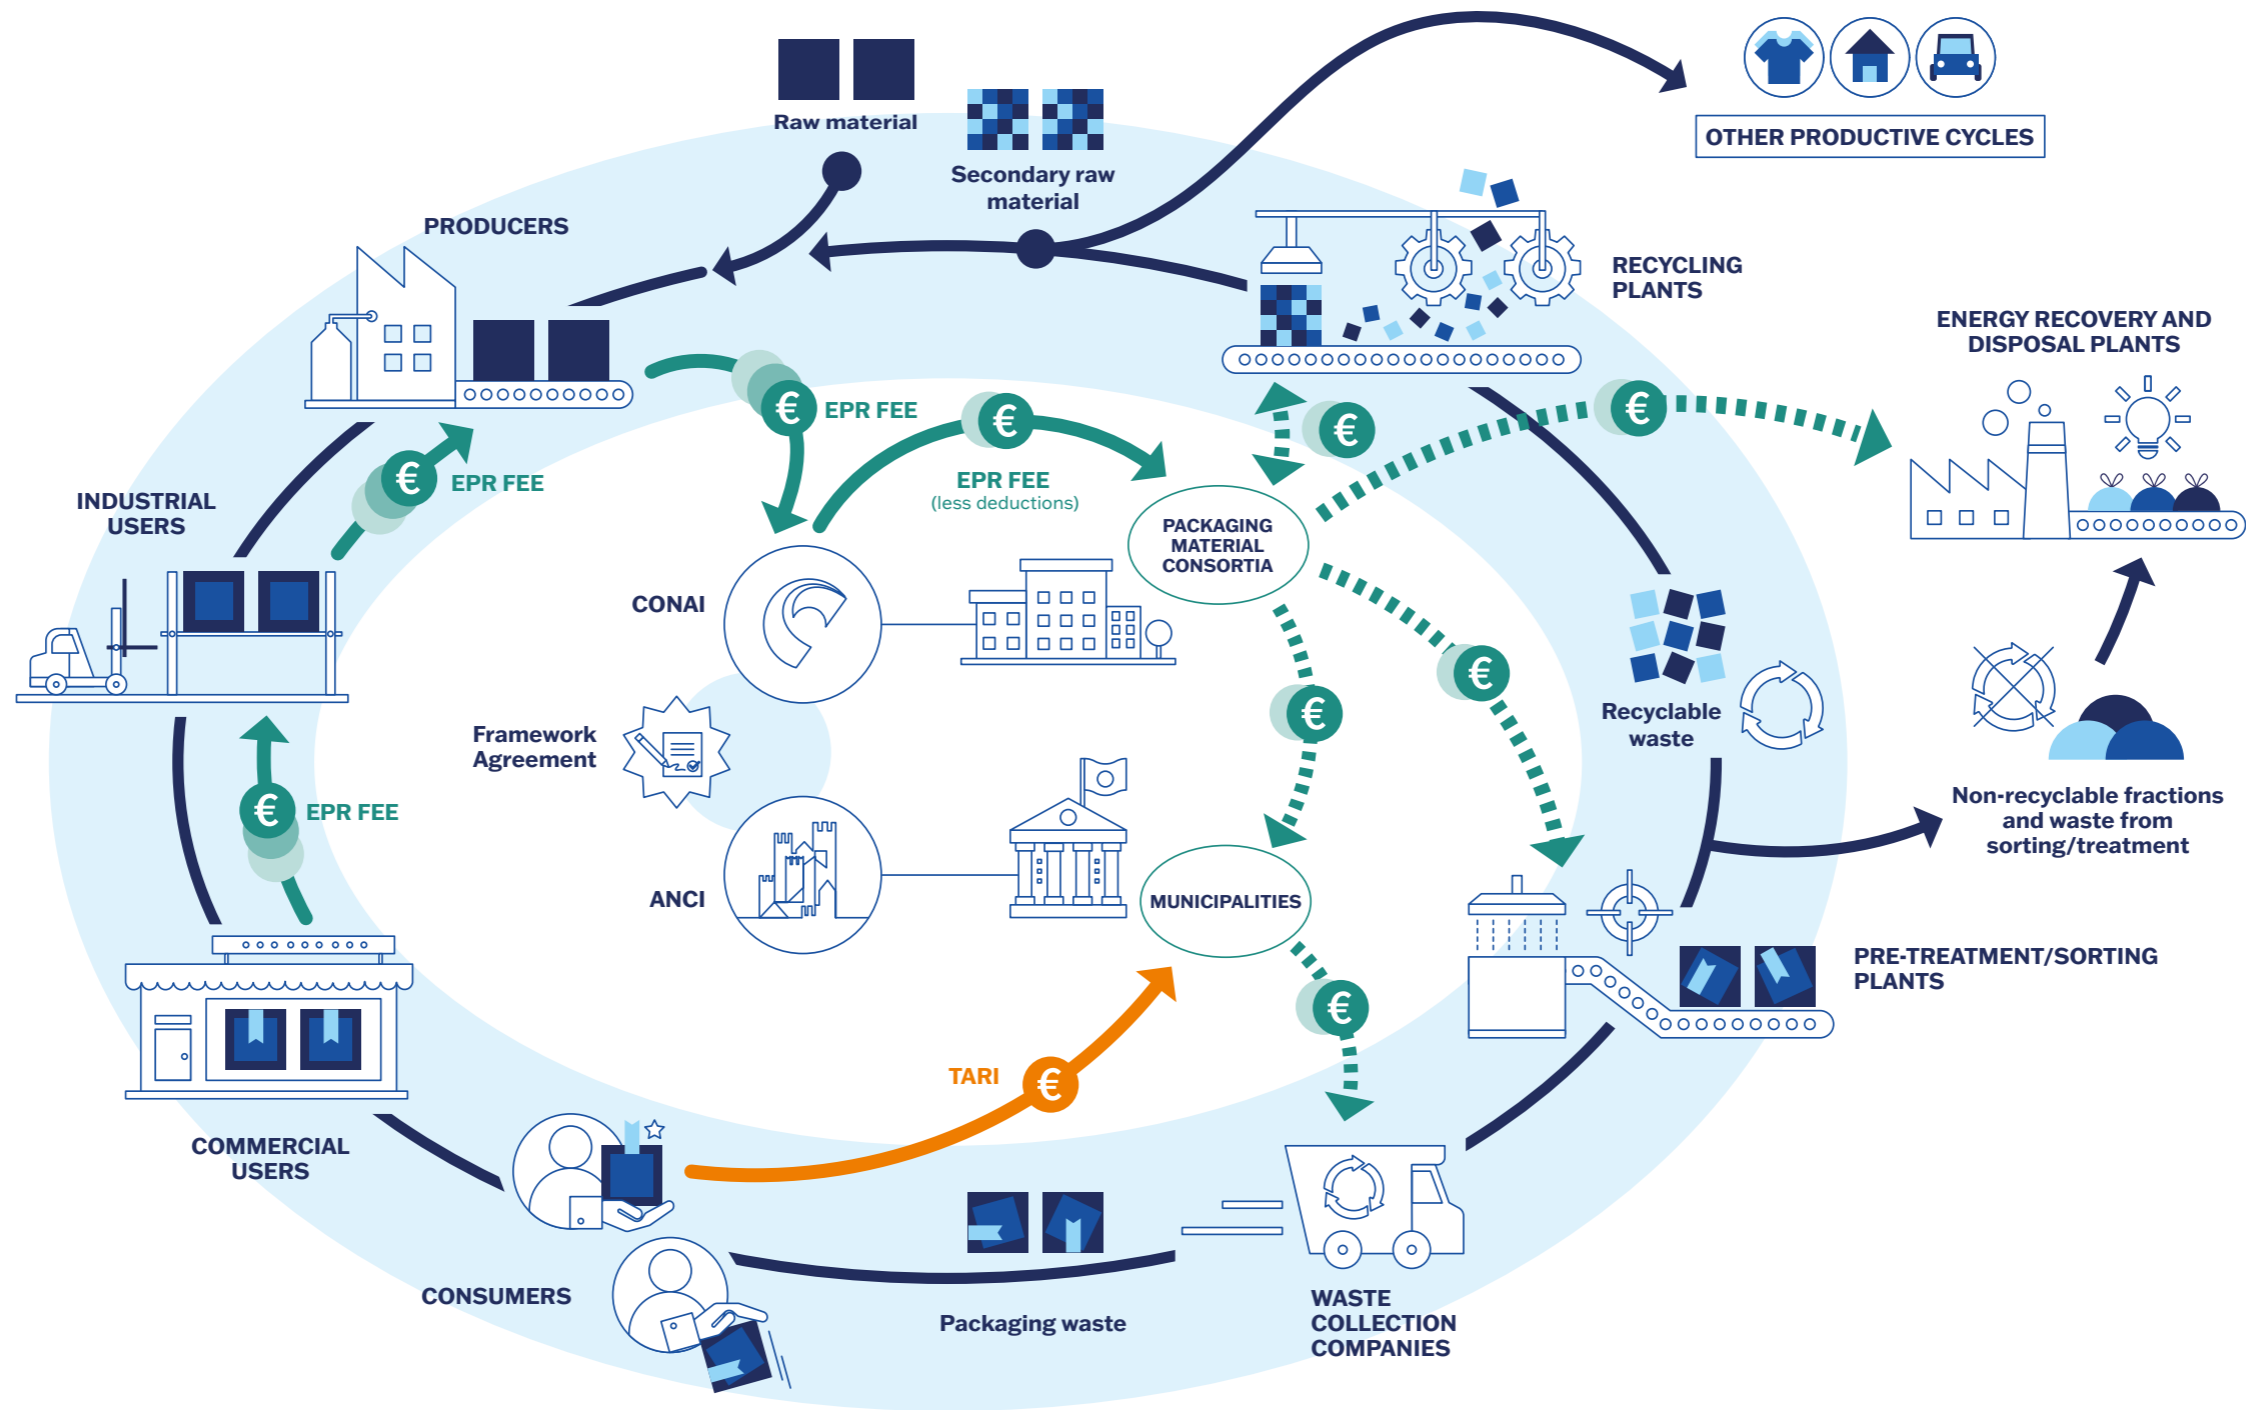 Raw material
Secondary raw
material
OTHER PRODUCTIVE CYCLES
PRODUCERS
RECYCLING
PLANTS
ENERGY RECOVERY AND
DISPOSAL PLANTS
€ EPR FEE
€
EPR FEE
(less deductions)
€
€
€ EPR FEE
INDUSTRIAL
USERS
PACKAGING
MATERIAL
CONSORTIA
CONAI
€
€
Recyclable
waste
Framework
Agreement
€ EPR FEE
Non-recyclable fractions
and waste from
sorting/treatment
ANCI
MUNICIPALITIES
PRE-TREATMENT/SORTING
PLANTS
€
TARI €
COMMERCIAL
USERS
CONSUMERS
Packaging waste
WASTE
COLLECTION
COMPANIES